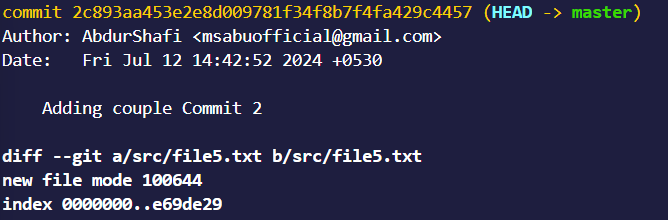 commit 2c893aa453e2e8d009781f34f8b7f4fa429c4457 (HEAD -> master)
Author: AbdurShafi <msabuofficial@gmail.com>
Date:   Fri Jul 12 14:42:52 2024 +0530
    Adding couple Commit 2
diff --git a/src/file5.txt b/src/file5.txt
new file mode 100644
index 0000000..e69de29